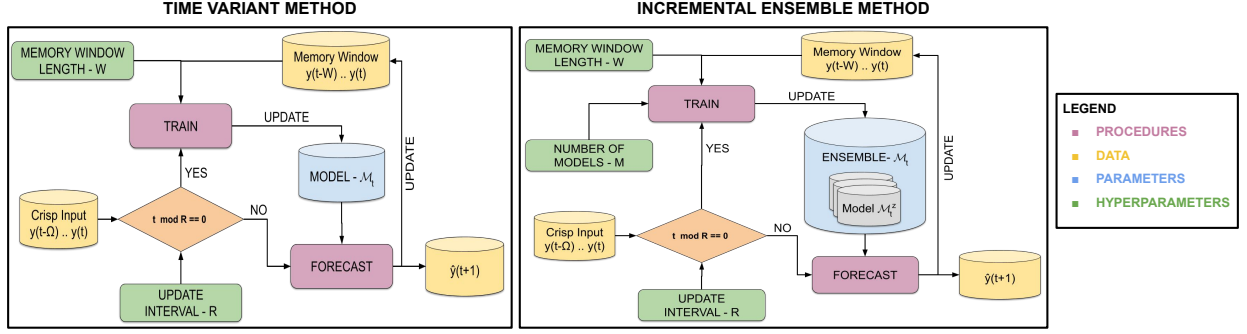 TIME VARIANT METHOD
MEMORY WINDOW
LENGTH - W
Memory Window
y(t-W) .. y(t)
TRAIN
UPDATE
MODEL - ℳt
UPDATE
YES
Crisp Input
y(t-Ω) .. y(t)
t mod R == 0
NO
FORECAST
ŷ(t+1)
UPDATE
INTERVAL - R
INCREMENTAL ENSEMBLE METHOD
MEMORY WINDOW
LENGTH - W
Memory Window
y(t-W) .. y(t)
TRAIN
UPDATE
NUMBER OF
MODELS - M
YES
ENSEMBLE- ℳt
Model ℳt^z
UPDATE
Crisp Input
y(t-Ω) .. y(t)
t mod R == 0
NO
FORECAST
ŷ(t+1)
UPDATE
INTERVAL - R
LEGEND
PROCEDURES
DATA
PARAMETERS
HYPERPARAMETERS